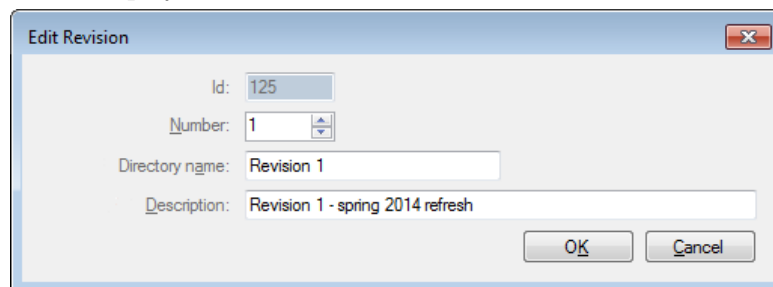 Edit Revision
Id: 125
Number: 1
Directory name: Revision 1
Description: Revision 1 - spring 2014 refresh
OK Cancel